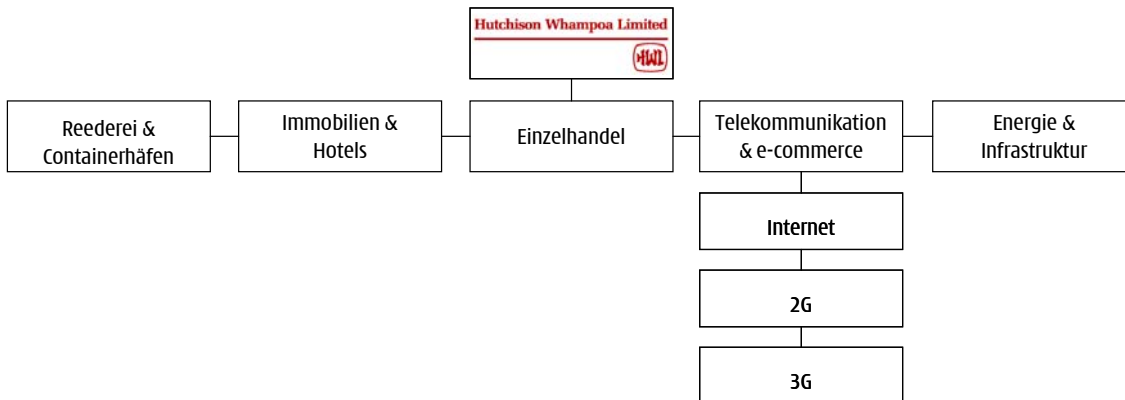 Hutchison Whampoa Limited
HWL
Reederei &
Containerhäfen
Immobilien &
Hotels
Einzelhandel
Telekommunikation
& e-commerce
Energie &
Infrastruktur
Internet
2G
3G